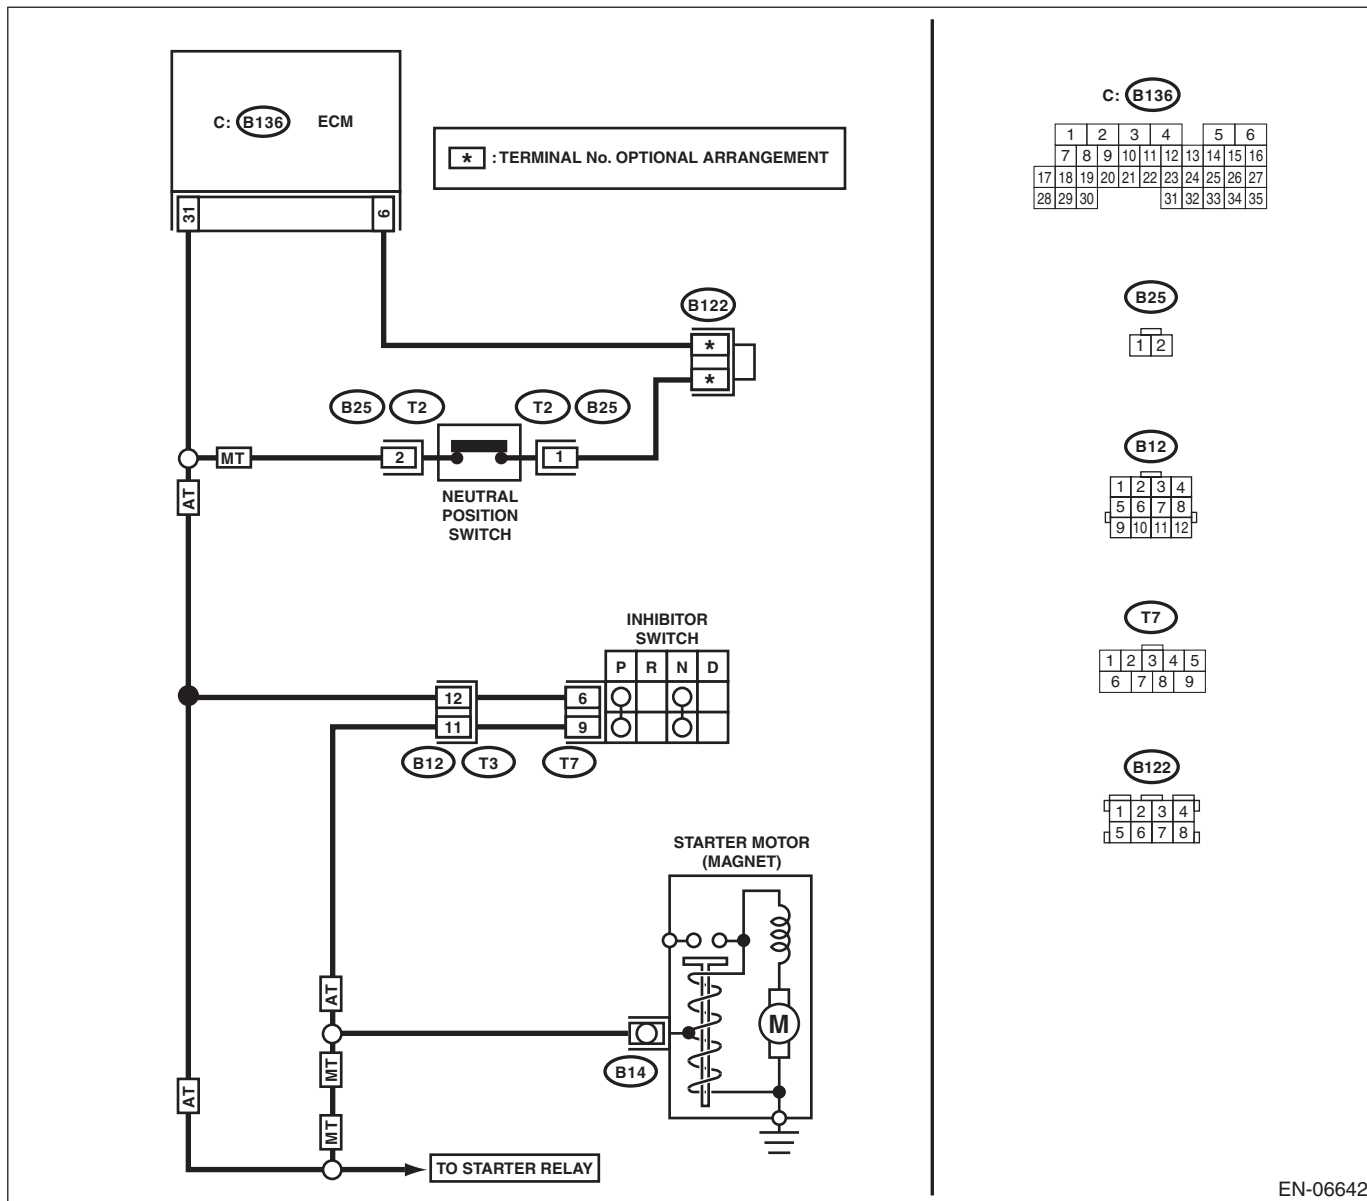 C: B136 ECM
* : TERMINAL No. OPTIONAL ARRANGEMENT
31 6
B122
*
*
B25 T2 T2 B25
MT 2 1
AT
NEUTRAL
POSITION
SWITCH
INHIBITOR
SWITCH
P R N D
12 6
11 9
B12 T3 T7
STARTER MOTOR
(MAGNET)
M
AT
B14
MT
AT
MT
TO STARTER RELAY
C: B136
1 2 3 4 5 6
7 8 9 10 11 12 13 14 15 16
17 18 19 20 21 22 23 24 25 26 27
28 29 30 31 32 33 34 35
B25
1 2
B12
1 2 3 4
5 6 7 8
9 10 11 12
T7
1 2 3 4 5
6 7 8 9
B122
1 2 3 4
5 6 7 8
EN-06642